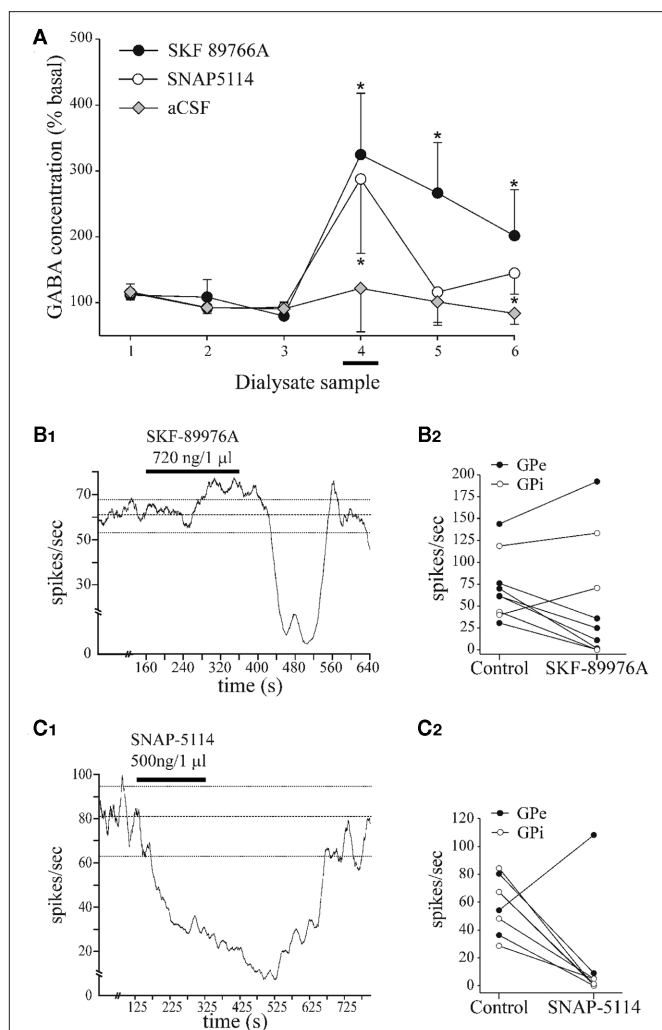 A
SKF 89766A
SNAP5114
aCSF
GABA concentration (% basal)
500
400
300
200
100
* * *
* *
1 2 3 4 5 6
Dialysate sample
B1
SKF-89976A
720 ng/1 µl
spikes/sec
70
50
30
0
160 240 320 400 480 560 640
time (s)
B2
GPe
GPi
spikes/sec
200
175
150
125
100
75
50
25
0
Control SKF-89976A
C1
SNAP-5114
500ng/1 µl
spikes/sec
100
80
60
40
20
0
125 225 325 425 525 625 725
time (s)
C2
GPe
GPi
spikes/sec
120
100
80
60
40
20
0
Control SNAP-5114